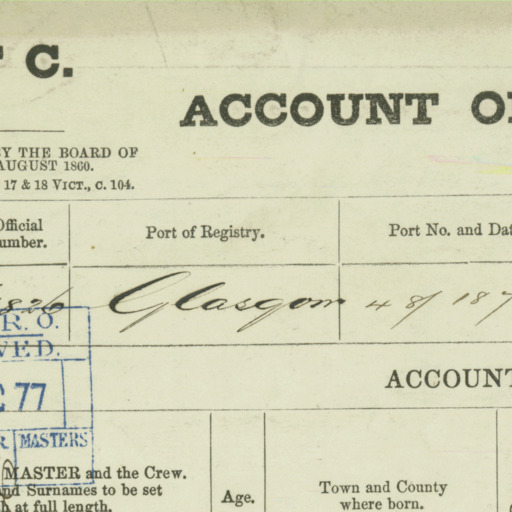 C.
ACCOUNT
BY THE BOARD OF
AUGUST 1860.
17 & 18 VICT., C. 104.
Official
Number.
Port of Registry.
Port No. and Dat
826
Glasgow
48/187
R. O.
VED.
77
ACCOUNT
R MASTERS
MASTER and the Crew.
and Surnames to be set
at full length.
Age.
Town and County
where born.